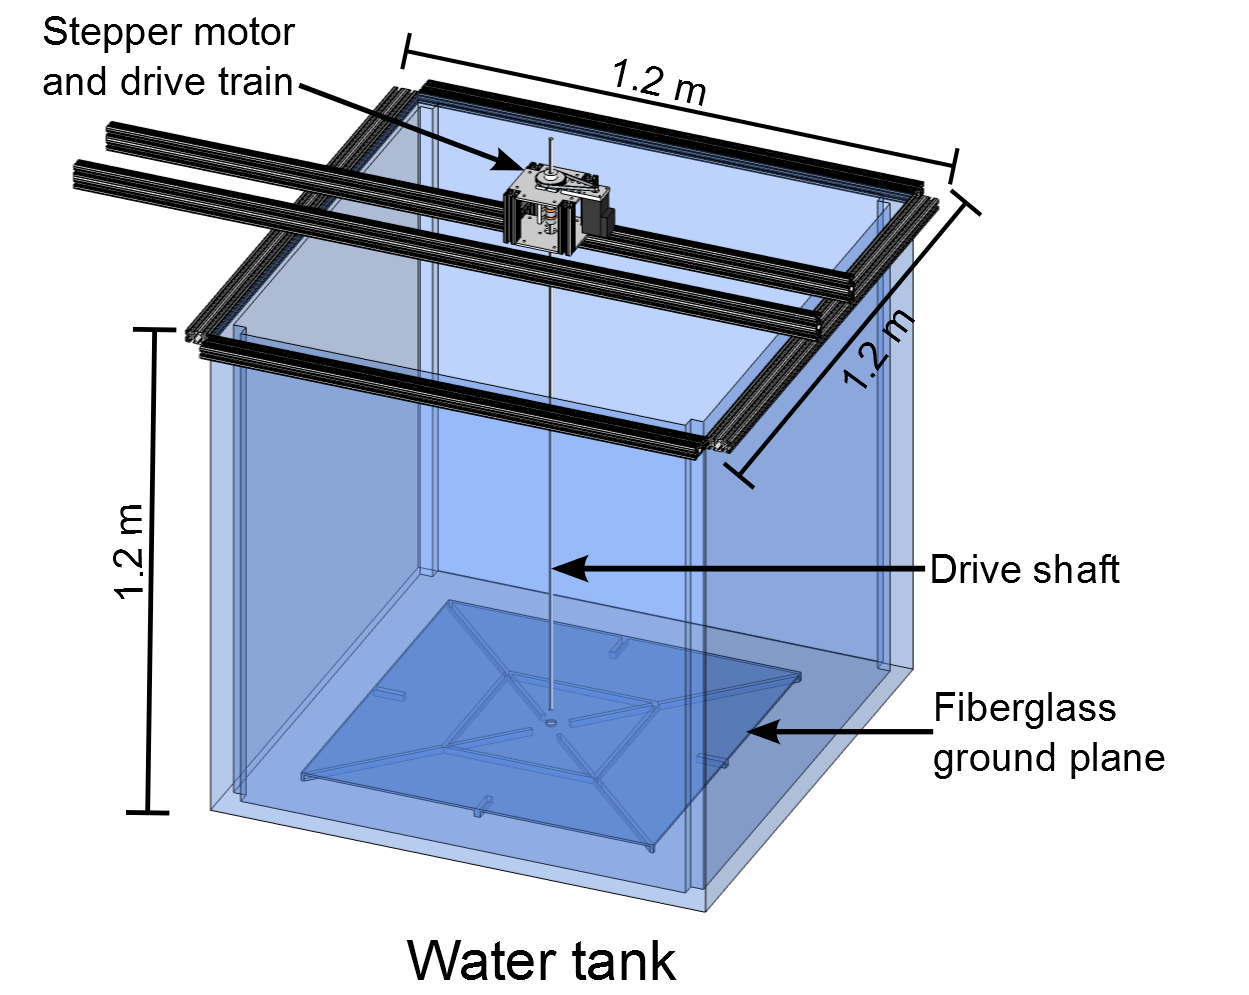 Stepper motor
and drive train
1.2 m
1.2 m
1.2 m
Drive shaft
Fiberglass
ground plane
Water tank